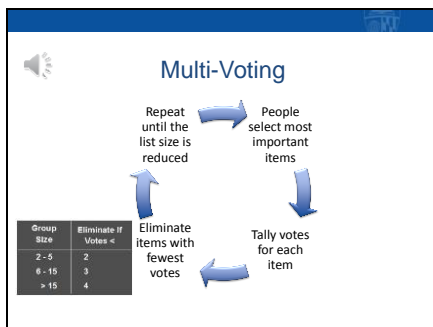 Multi-Voting
Repeat
until the
list size is
reduced
People
select most
important
items
Tally votes
for each
item
Eliminate
items with
fewest
votes
Group
Size
Eliminate If
Votes <
2 - 5 2
6 - 15 3
> 15 4